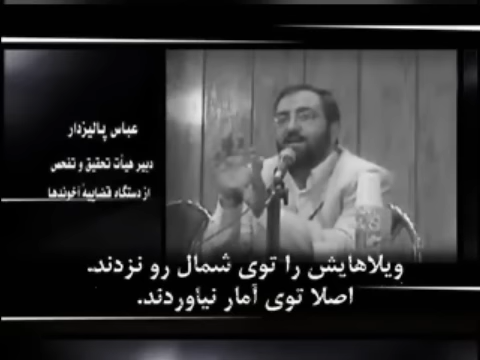 عباس پالیزدار
دبیر هیأت تحقیق و تفحص
از دستگاه قضاییهٔ آخوندها
ویلاهایش را توی شمال رو نزدند.
اصلا توی آمار نیاوردند.